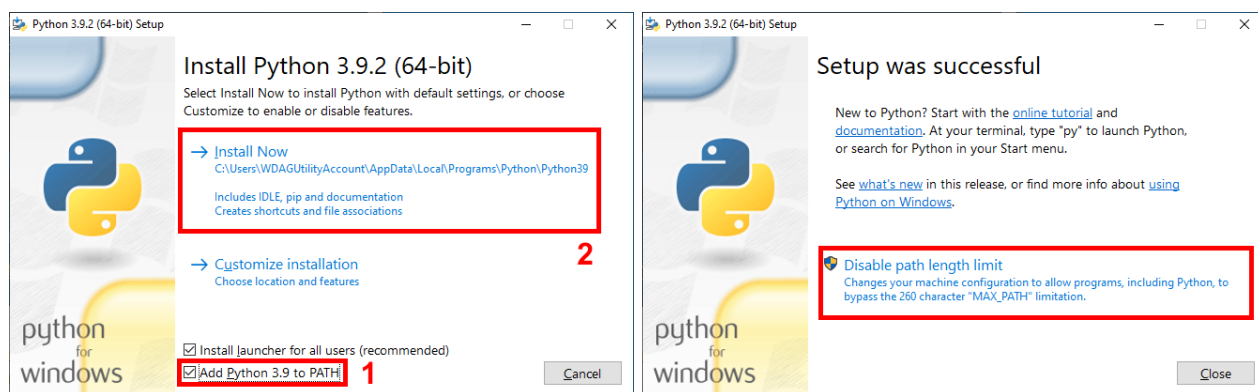 Python 3.9.2 (64-bit) Setup
Install Python 3.9.2 (64-bit)
Select Install Now to install Python with default settings, or choose
Customize to enable or disable features.
Install Now
C:\Users\WDAGUtilityAccount\AppData\Local\Programs\Python\Python39
Includes IDLE, pip and documentation
Creates shortcuts and file associations
2
Customize installation
Choose location and features
Install launcher for all users (recommended)
Add Python 3.9 to PATH
1
Cancel
python
for
windows
Python 3.9.2 (64-bit) Setup
Setup was successful
New to Python? Start with the online tutorial and
documentation. At your terminal, type "py" to launch Python,
or search for Python in your Start menu.
See what's new in this release, or find more info about using
Python on Windows.
Disable path length limit
Changes your machine configuration to allow programs, including Python, to
bypass the 260 character "MAX_PATH" limitation.
python
for
windows
Close